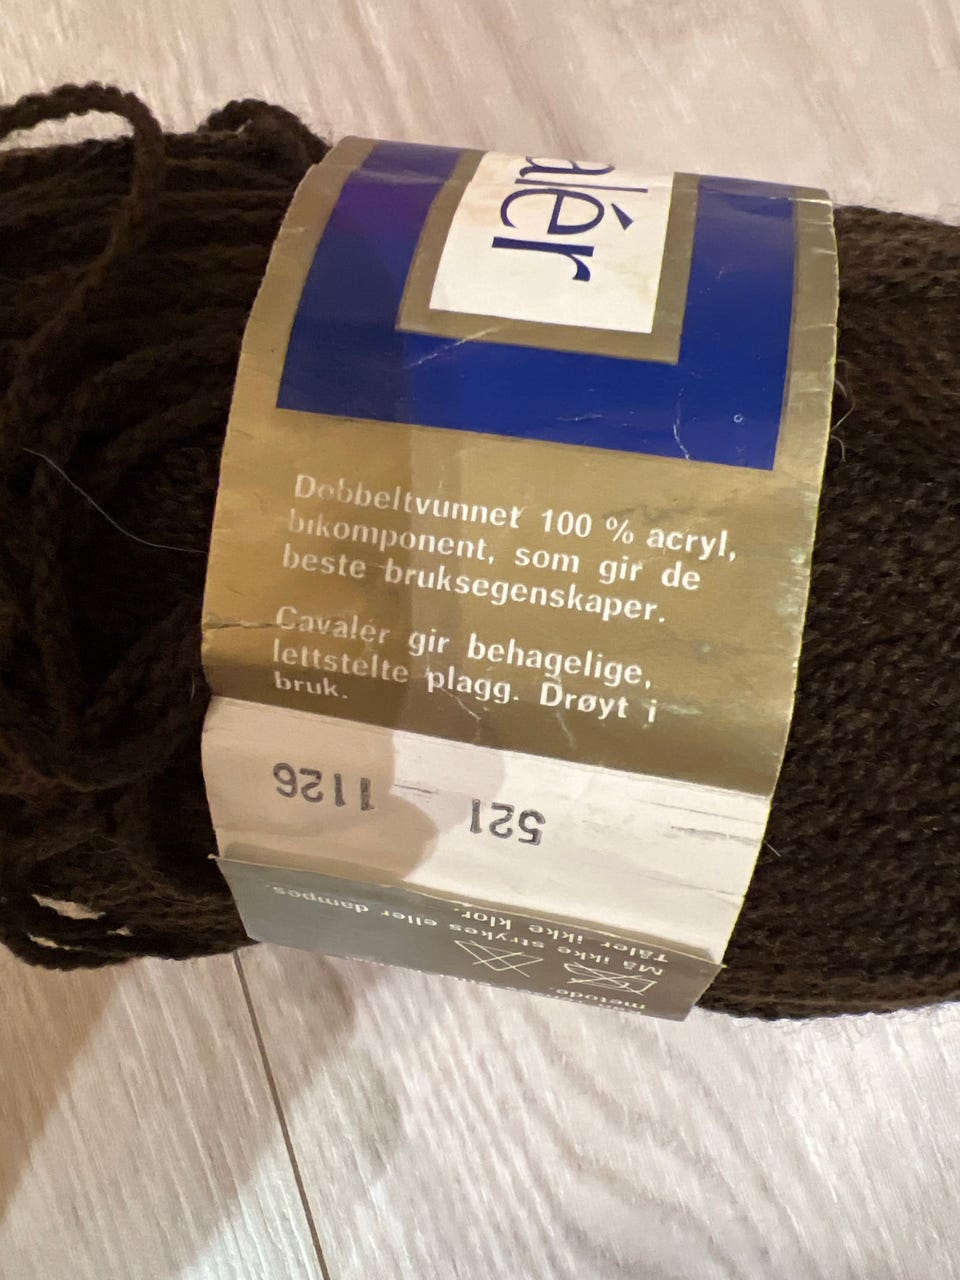 alér
Dobbeltvunnet 100 % acryl,
bikomponent, som gir de
beste bruksegenskaper.
Cavalér gir behagelige,
lettstelte plagg. Drøyt i
bruk.
521 1126
metode.
Må ikke strykes eller dampes.
Tåler ikke klor.